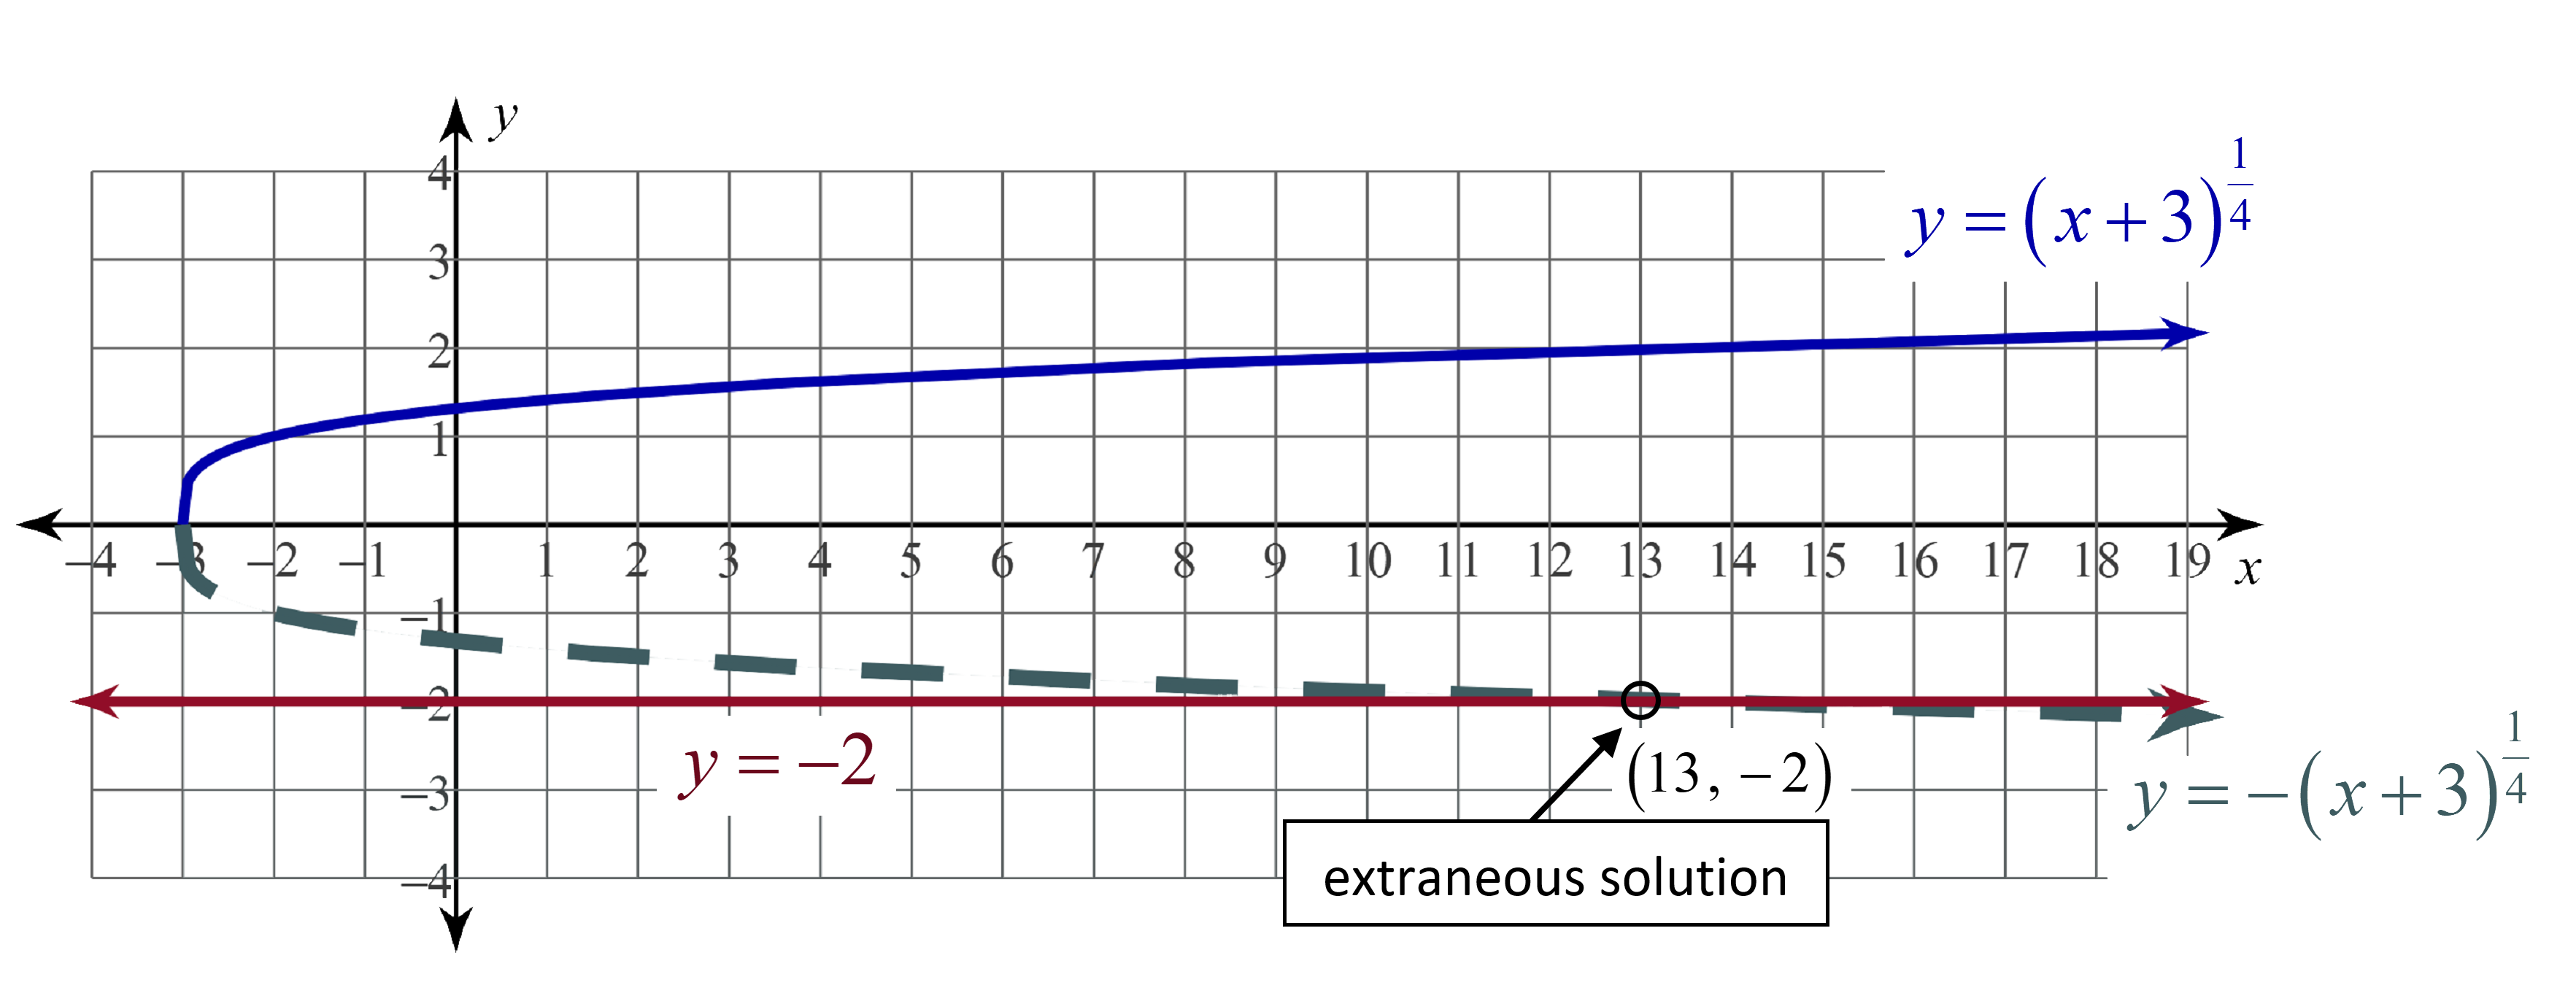 y
4
y = (x + 3)^{\frac{1}{4}}
3
2
1
−4 −3 −2 −1 1 2 3 4 5 6 7 8 9 10 11 12 13 14 15 16 17 18 19 x
−1
−2
y = −2
(13, −2)
−3
y = −(x + 3)^{\frac{1}{4}}
−4
extraneous solution